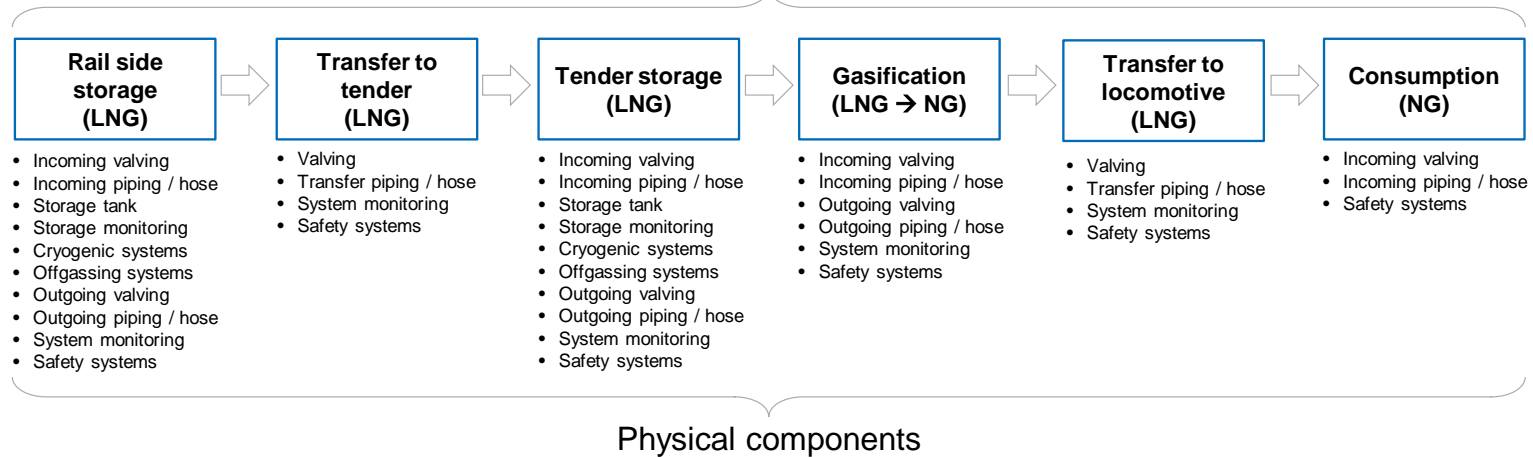 Rail side
storage
(LNG)
Transfer to
tender
(LNG)
Tender storage
(LNG)
Gasification
(LNG → NG)
Transfer to
locomotive
(LNG)
Consumption
(NG)
• Incoming valving
• Incoming piping / hose
• Storage tank
• Storage monitoring
• Cryogenic systems
• Offgassing systems
• Outgoing valving
• Outgoing piping / hose
• System monitoring
• Safety systems
• Valving
• Transfer piping / hose
• System monitoring
• Safety systems
• Incoming valving
• Incoming piping / hose
• Storage tank
• Storage monitoring
• Cryogenic systems
• Offgassing systems
• Outgoing valving
• Outgoing piping / hose
• System monitoring
• Safety systems
• Incoming valving
• Incoming piping / hose
• Outgoing valving
• Outgoing piping / hose
• System monitoring
• Safety systems
• Valving
• Transfer piping / hose
• System monitoring
• Safety systems
• Incoming valving
• Incoming piping / hose
• Safety systems
Physical components